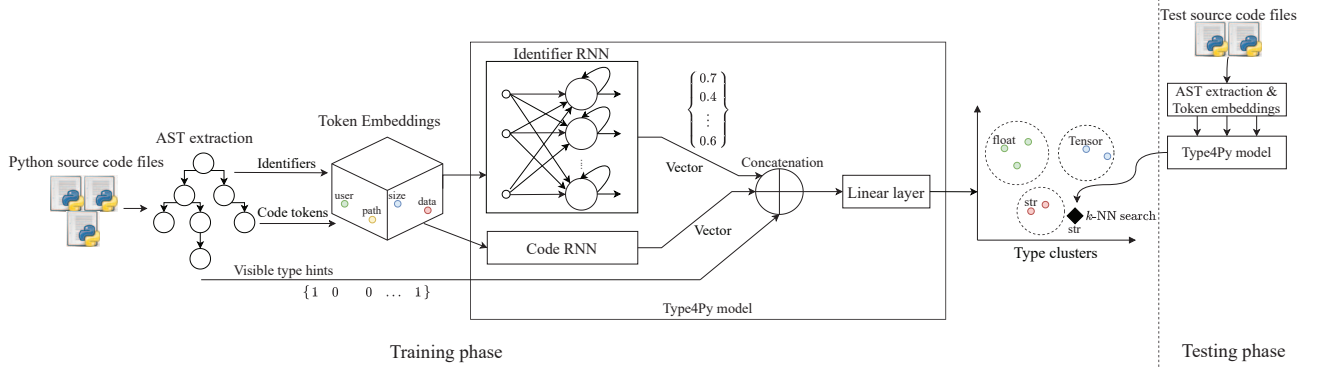 Python source code files
AST extraction
Identifiers
Code tokens
Token Embeddings
user
path
size
data
Visible type hints
{1 0 0 ... 1}
Identifier RNN
⋮
Code RNN
0.7
0.4
⋮
0.6
Vector
Vector
Concatenation
Linear layer
Type4Py model
float
Tensor
str
k-NN search
str
Type clusters
Training phase
Test source code files
AST extraction &
Token embeddings
Type4Py model
Testing phase